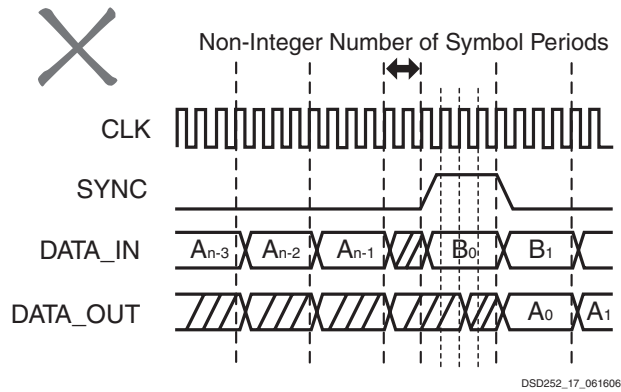 Non-Integer Number of Symbol Periods
CLK
SYNC
DATA_IN An-3 An-2 An-1 B0 B1
DATA_OUT A0 A1
DSD252_17_061606